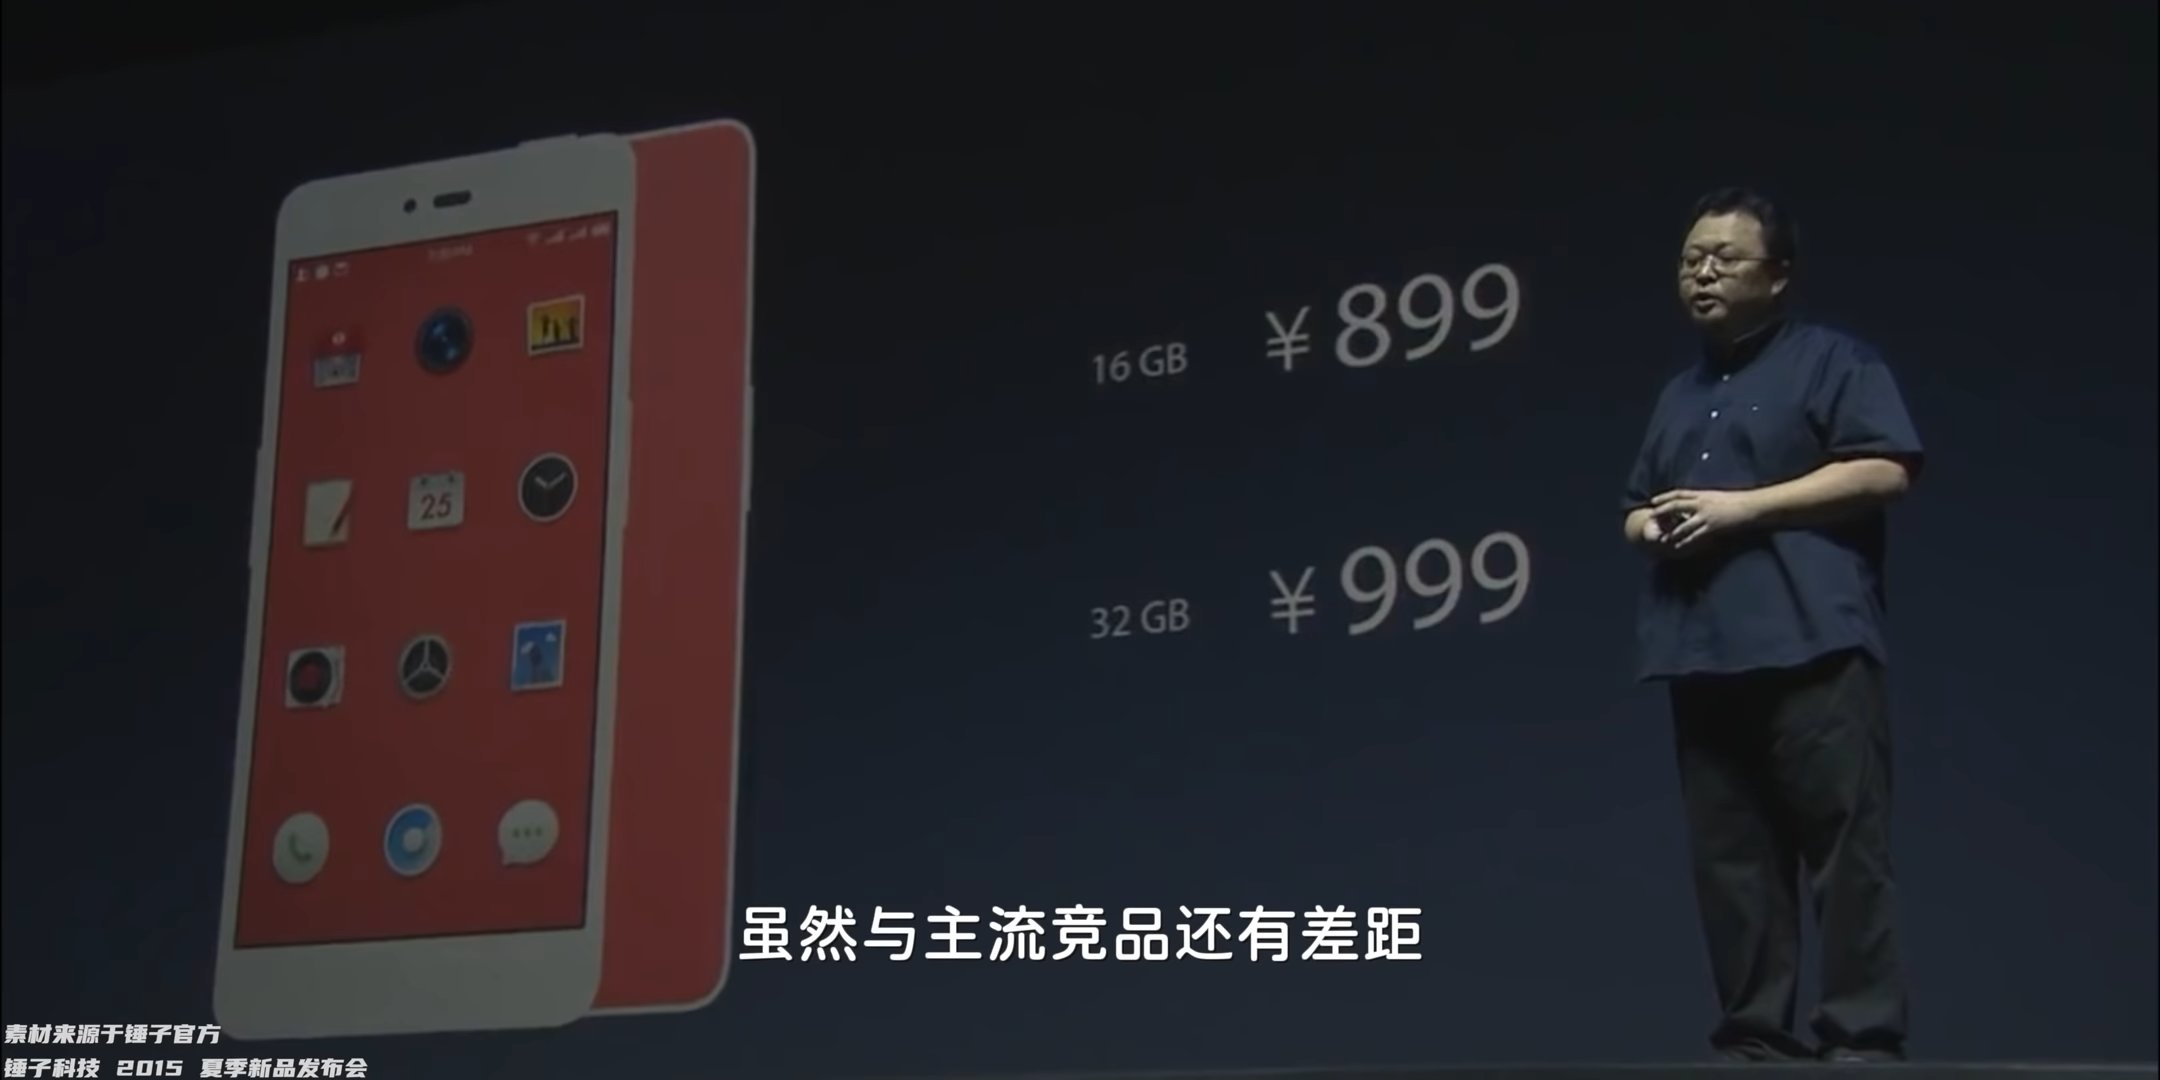 25
16 GB ¥899
32 GB ¥999
虽然与主流竞品还有差距
素材来源于锤子官方
锤子科技 2015 夏季新品发布会